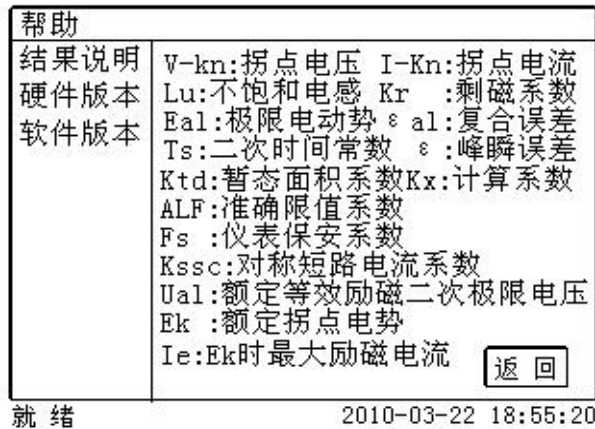 帮助
结果说明
硬件版本
软件版本
V-kn:拐点电压 I-Kn:拐点电流
Lu:不饱和电感 Kr :剩磁系数
Eal:极限电动势 εal:复合误差
Ts:二次时间常数 ε:峰瞬误差
Ktd:暂态面积系数Kx:计算系数
ALF:准确限值系数
Fs :仪表保安系数
Kssc:对称短路电流系数
Ual:额定等效励磁二次极限电压
Ek :额定拐点电势
Ie:Ek时最大励磁电流
返 回
就 绪
2010-03-22 18:55:20